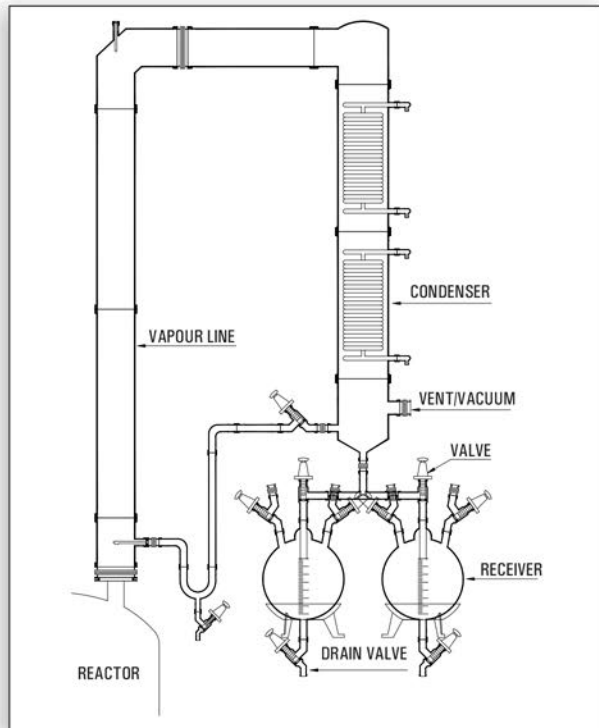 CONDENSER
VAPOUR LINE
VENT/VACUUM
VALVE
RECEIVER
DRAIN VALVE
REACTOR